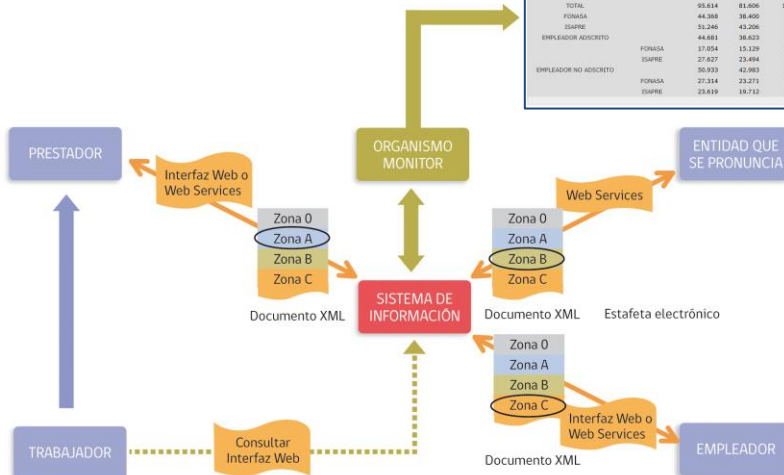 TOTAL 95.614 81.606
FONASA 44.368 38.400
ISAPRE 51.246 43.206
EMPLEADOR ADSCRITO 44.681 38.623
FONASA 17.054 15.129
ISAPRE 27.627 23.494
EMPLEADOR NO ADSCRITO 50.933 42.983
FONASA 27.314 23.271
ISAPRE 23.619 19.712
PRESTADOR
ORGANISMO
MONITOR
ENTIDAD QUE
SE PRONUNCIA
Interfaz Web o
Web Services
Web Services
Zona 0
Zona A
Zona B
Zona C
Zona 0
Zona A
Zona B
Zona C
SISTEMA DE
INFORMACIÓN
Documento XML
Documento XML
Estafeta electrónico
Zona 0
Zona A
Zona B
Zona C
Interfaz Web o
Web Services
Documento XML
TRABAJADOR
Consultar
Interfaz Web
EMPLEADOR